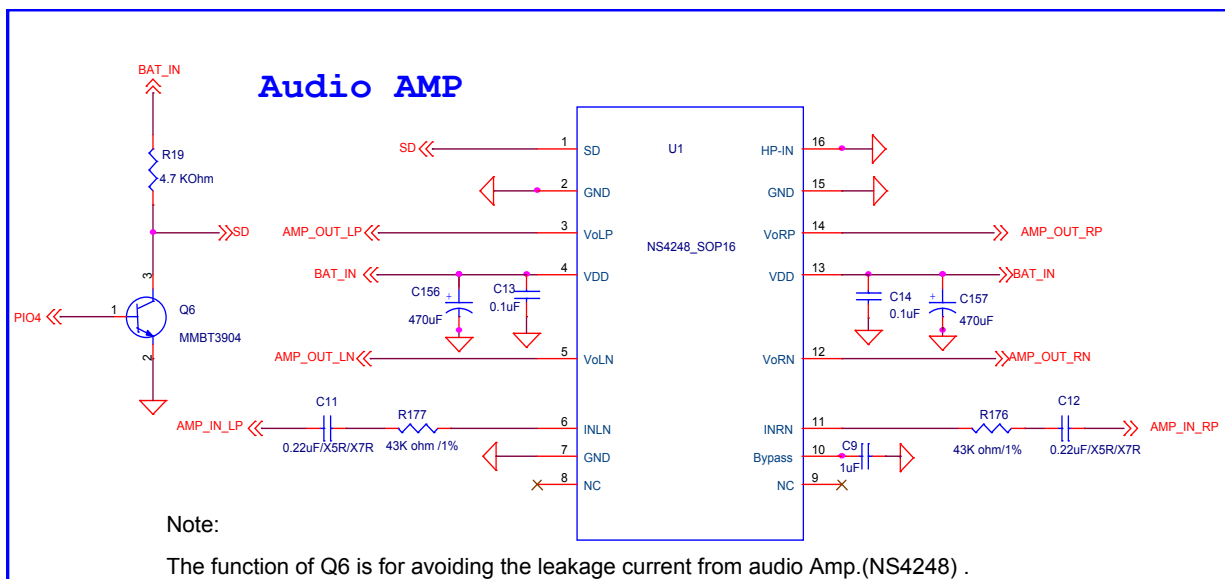 Audio AMP
BAT_IN
R19
4.7 KOhm
SD
3
PIO4
1
Q6
MMBT3904
2
U1
NS4248_SOP16
SD
1
SD
2
GND
AMP_OUT_LP
3
VoLP
BAT_IN
4
VDD
C156
+
470uF
C13
0.1uF
AMP_OUT_LN
5
VoLN
AMP_IN_LP
C11
0.22uF/X5R/X7R
R177
43K ohm /1%
6
INLN
7
GND
8
NC
HP-IN
16
GND
15
VoRP
14
AMP_OUT_RP
VDD
13
BAT_IN
C14
0.1uF
+
C157
470uF
VoRN
12
AMP_OUT_RN
INRN
11
R176
43K ohm/1%
C12
0.22uF/X5R/X7R
AMP_IN_RP
Bypass
10
C9
1uF
NC
9
Note:
The function of Q6 is for avoiding the leakage current from audio Amp.(NS4248) .